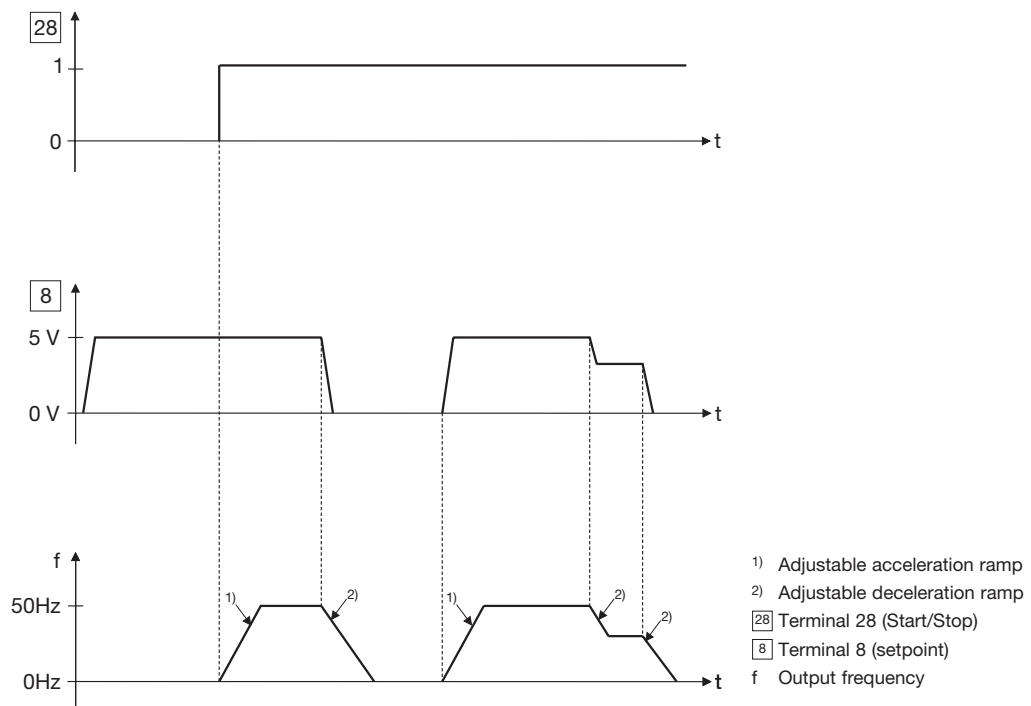 28
1
0
t
8
5 V
0 V
t
f
50Hz
0Hz
1)
2)
1)
2)
2)
t
1) Adjustable acceleration ramp
2) Adjustable deceleration ramp
28 Terminal 28 (Start/Stop)
8 Terminal 8 (setpoint)
f Output frequency